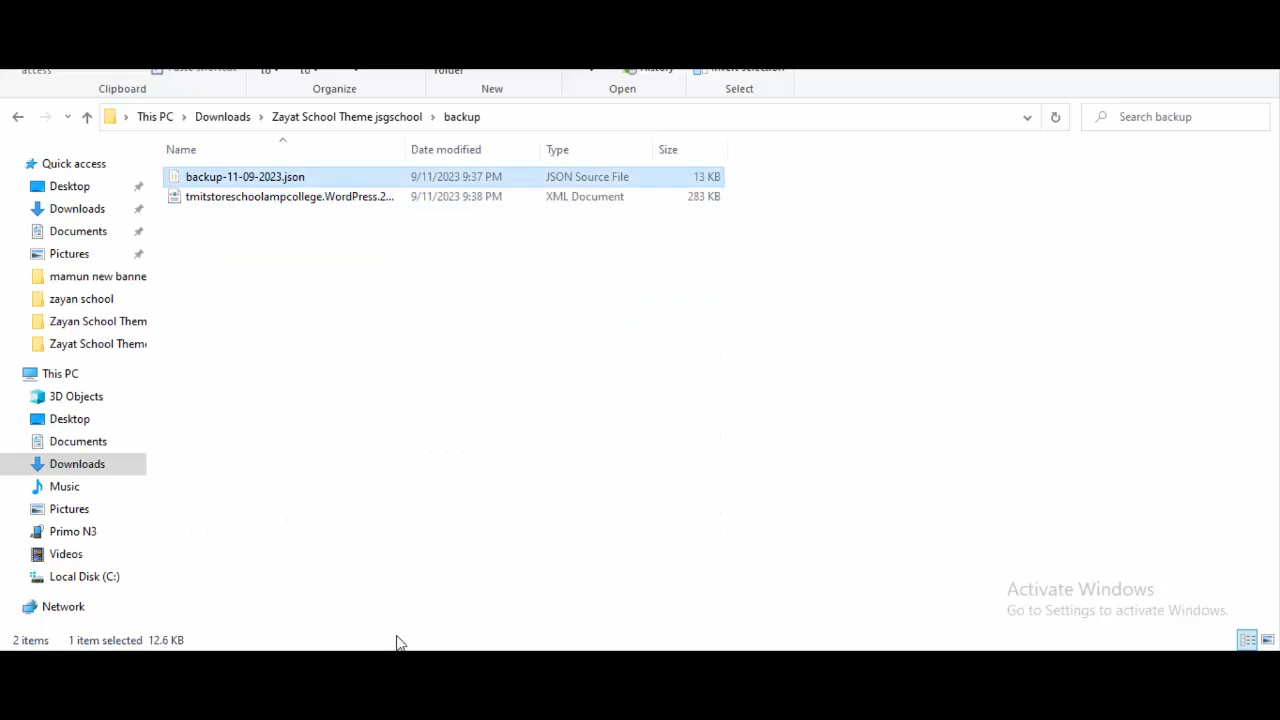 access
to
to
folder
Clipboard
Organize
New
Open
Select
This PC > Downloads > Zayat School Theme jsgschool > backup
Search backup
Name Date modified Type Size
backup-11-09-2023.json 9/11/2023 9:37 PM JSON Source File 13 KB
tmitstoreschoolampcollege.WordPress.2... 9/11/2023 9:38 PM XML Document 283 KB
Quick access
Desktop
Downloads
Documents
Pictures
mamun new banne
zayan school
Zayan School Them
Zayat School Theme
This PC
3D Objects
Desktop
Documents
Downloads
Music
Pictures
Primo N3
Videos
Local Disk (C:)
Network
Activate Windows
Go to Settings to activate Windows.
2 items 1 item selected 12.6 KB